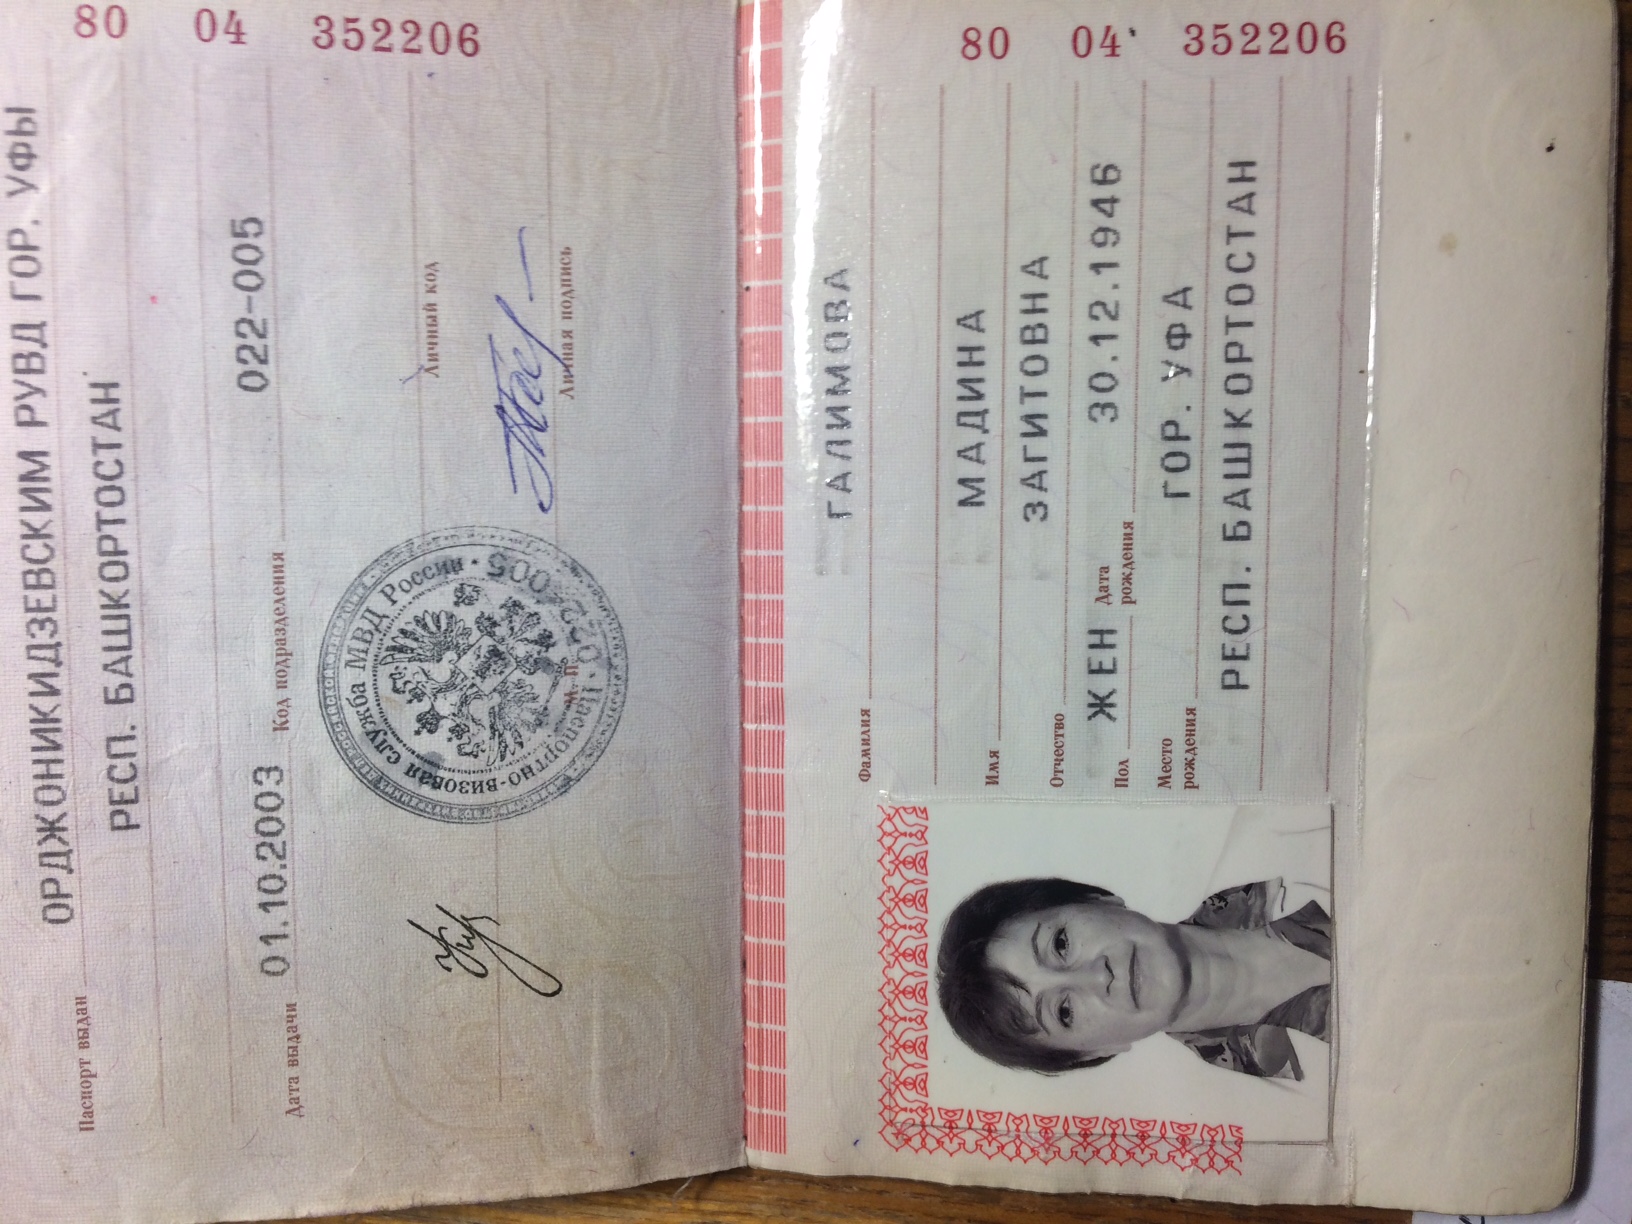 ОРДЖОНИКИДЗЕВСКИМ РУВД ГОР. УФЫ
Паспорт выдан
РЕСП. БАШКОРТОСТАН
Дата выдачи 01.10.2003 Код подразделения 022-005
Личный код
Паспортно-визовая служба МВД России · 022-005
М. П.
Личная подпись
80 04 352206
ГАЛИМОВА
Фамилия
МАДИНА
Имя
ЗАГИТОВНА
Отчество
Пол ЖЕН Дата рождения 30.12.1946
Место рождения ГОР. УФА
РЕСП. БАШКОРТОСТАН
80 04 352206